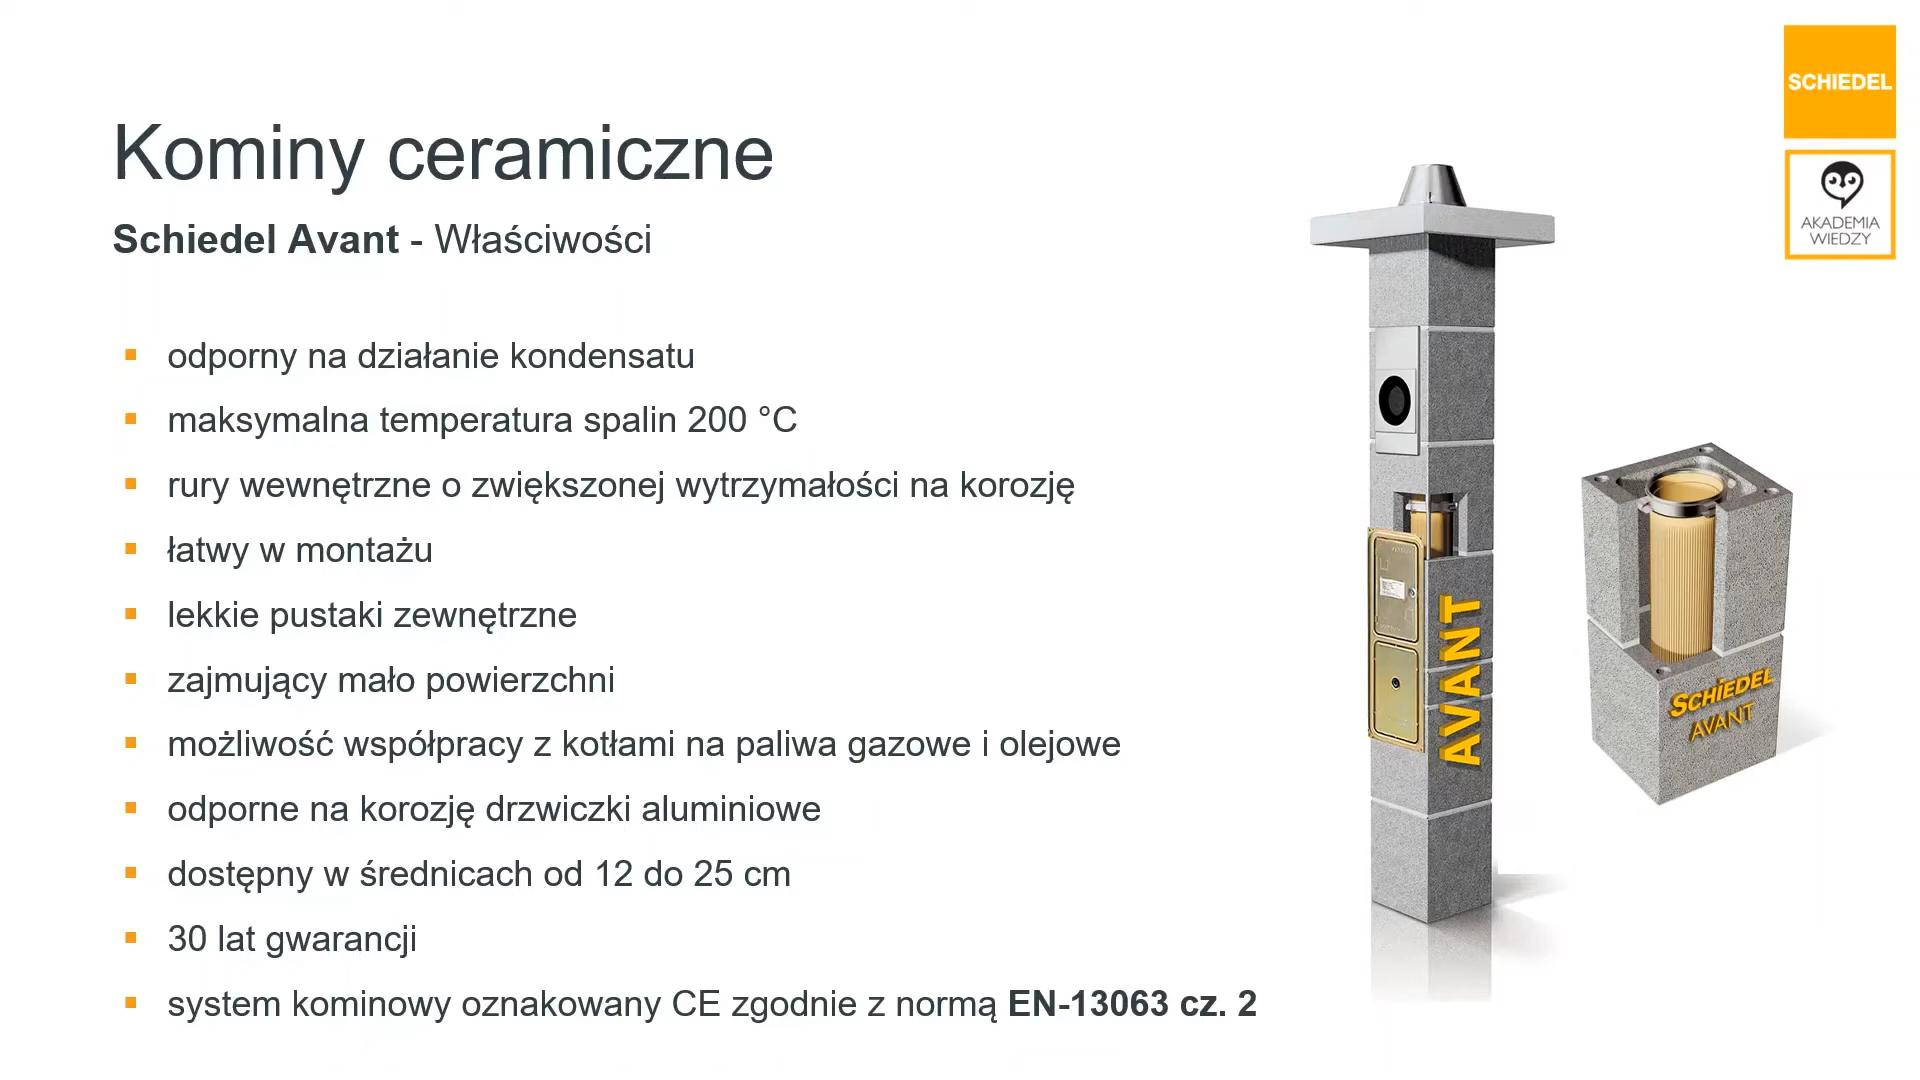 SCHIEDEL
AKADEMIA
WIEDZY
Kominy ceramiczne
Schiedel Avant - Właściwości
odporny na działanie kondensatu
maksymalna temperatura spalin 200 °C
rury wewnętrzne o zwiększonej wytrzymałości na korozję
łatwy w montażu
lekkie pustaki zewnętrzne
zajmujący mało powierzchni
możliwość współpracy z kotłami na paliwa gazowe i olejowe
odporne na korozję drzwiczki aluminiowe
dostępny w średnicach od 12 do 25 cm
30 lat gwarancji
system kominowy oznakowany CE zgodnie z normą EN-13063 cz. 2
AVANT
SCHIEDEL
AVANT